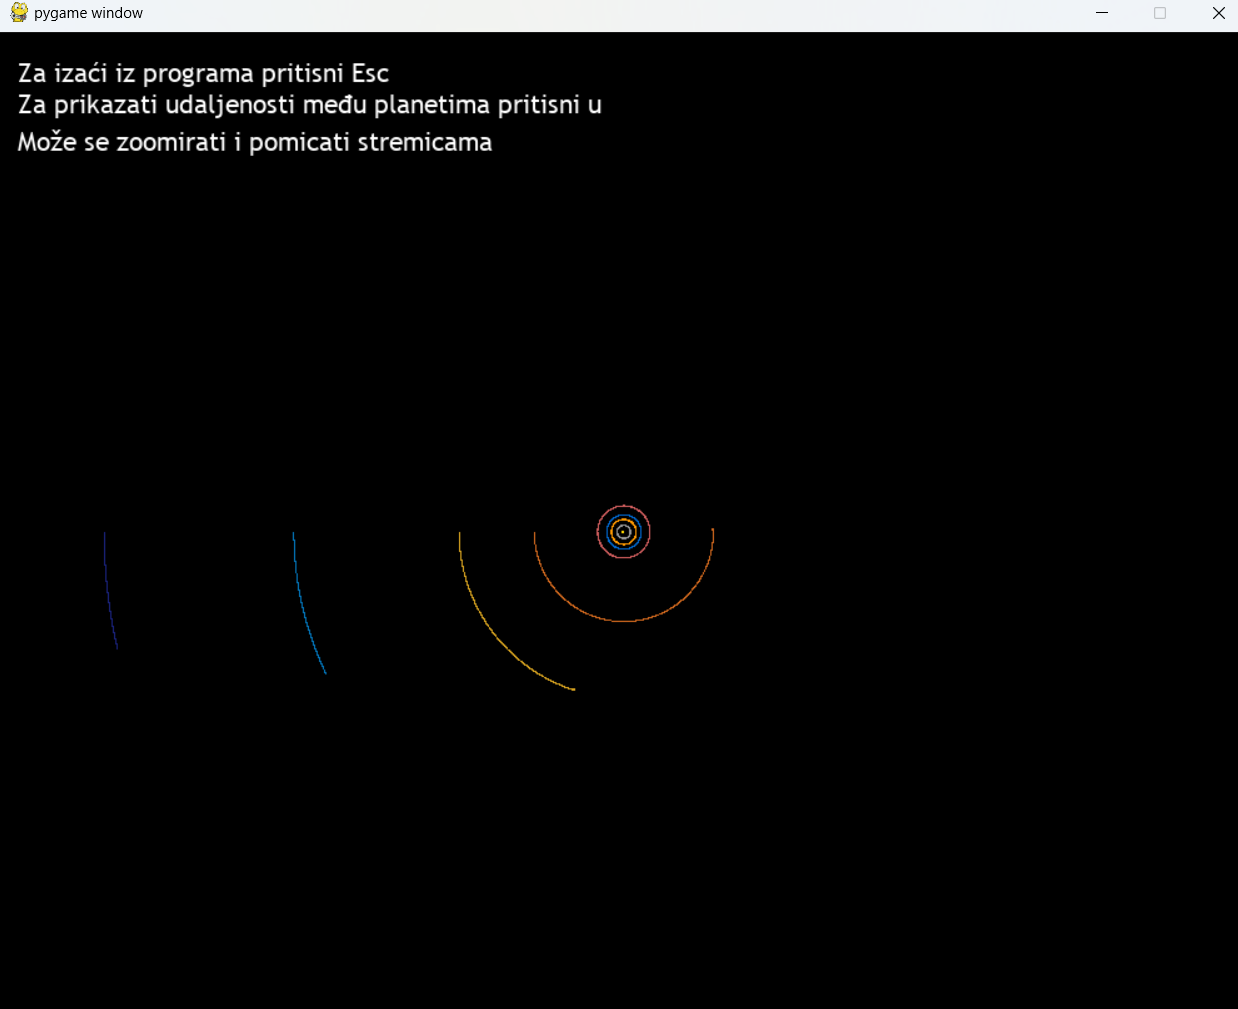 pygame window
Za izaći iz programa pritisni Esc
Za prikazati udaljenosti među planetima pritisni u
Može se zoomirati i pomicati stremicama